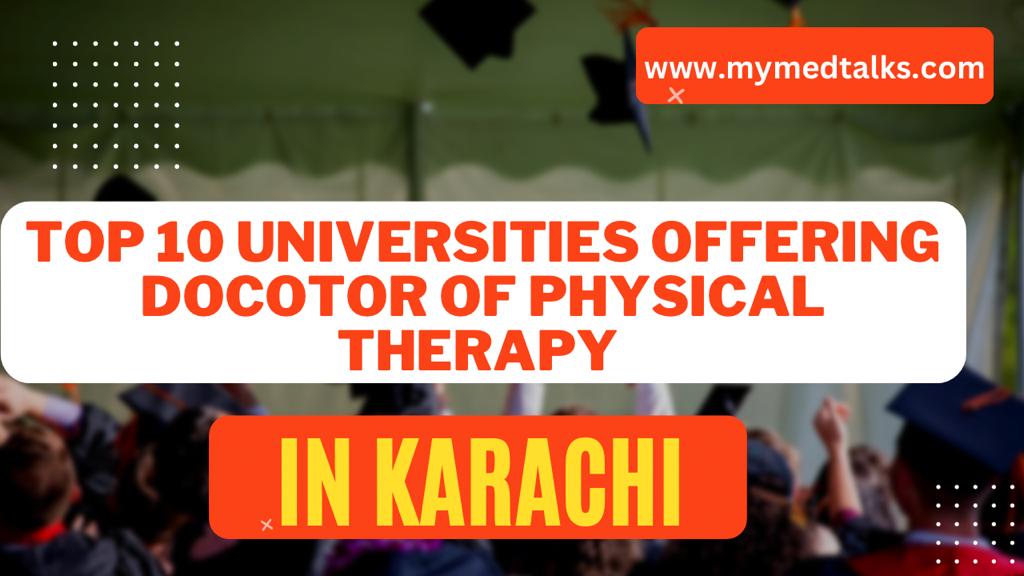 www.mymedtalks.com
TOP 10 UNIVERSITIES OFFERING
DOCOTOR OF PHYSICAL
THERAPY
IN KARACHI